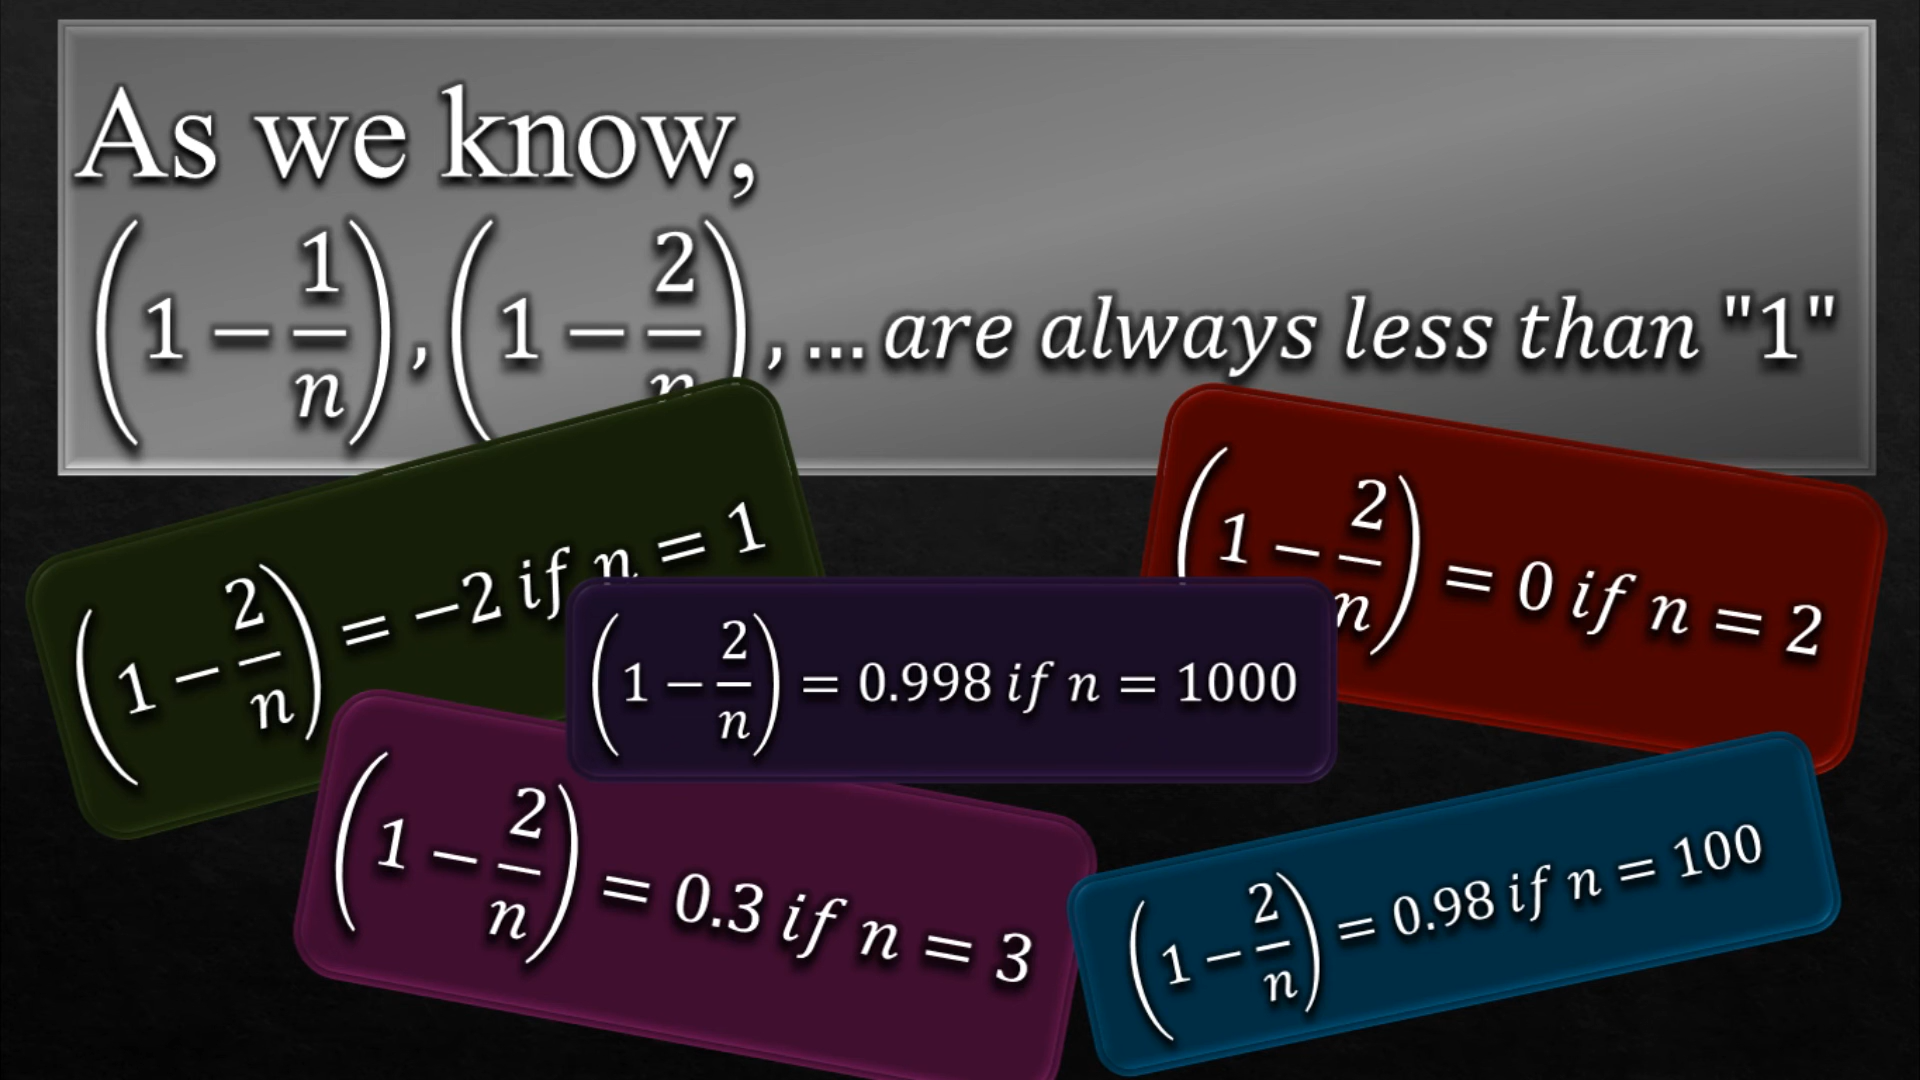 As we know,
(1 − 1/n), (1 − 2/n), ... are always less than "1"
(1 − 2/n) = −2 if n = 1
(1 − 2/n) = 0 if n = 2
(1 − 2/n) = 0.998 if n = 1000
(1 − 2/n) = 0.3 if n = 3
(1 − 2/n) = 0.98 if n = 100